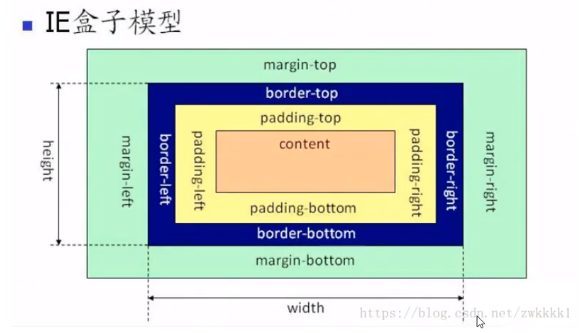 IE盒子模型
margin-top
border-top
padding-top
content
height
margin-left
border-left
padding-left
padding-right
border-right
margin-right
padding-bottom
border-bottom
margin-bottom
width
https://blog.csdn.net/zwkkkk1